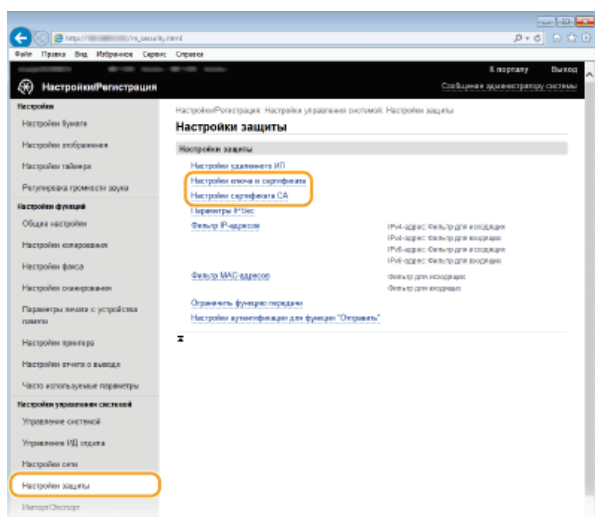 http://
/m_security.html
Файл Правка Вид Избранное Сервис Справка
К порталу Выход
Настройки/Регистрация
Сообщение администратору системы
Настройки
Настройки бумаги
Настройки отображения
Настройки таймера
Регулировка громкости звука
Настройки функций
Общие настройки
Настройки копирования
Настройки факса
Настройки сканирования
Параметры печати с устройства
памяти
Настройки принтера
Настройки отчета о выводе
Часто используемые параметры
Настройки управления системой
Управление системой
Управление ИД отдела
Настройки сети
Настройки защиты
Импорт/Экспорт
Настройки/Регистрация: Настройки управления системой: Настройки защиты
Настройки защиты
Настройки защиты
Настройки удаленного ИП
Настройки ключа и сертификата
Настройки сертификата CA
Параметры IPSec
Фильтр IP-адресов
IPv4-адрес: Фильтр для исходящих
IPv4-адрес: Фильтр для входящих
IPv6-адрес: Фильтр для исходящих
IPv6-адрес: Фильтр для входящих
Фильтр MAC-адресов
Фильтр для исходящих
Фильтр для входящих
Ограничить функцию передачи
Настройки аутентификации для функции "Отправить"